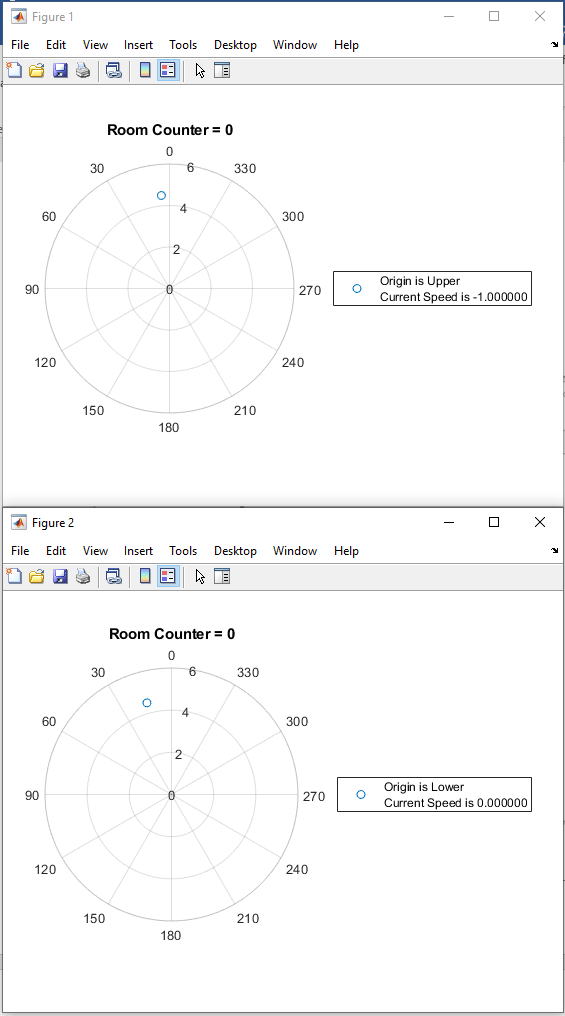 Figure 1
File Edit View Insert Tools Desktop Window Help
Room Counter = 0
0
30 6 330
60 4 300
2
90 0 270
Origin is Upper
Current Speed is -1.000000
120 240
150 210
180
Figure 2
File Edit View Insert Tools Desktop Window Help
Room Counter = 0
0
30 6 330
60 4 300
2
90 0 270
Origin is Lower
Current Speed is 0.000000
120 240
150 210
180